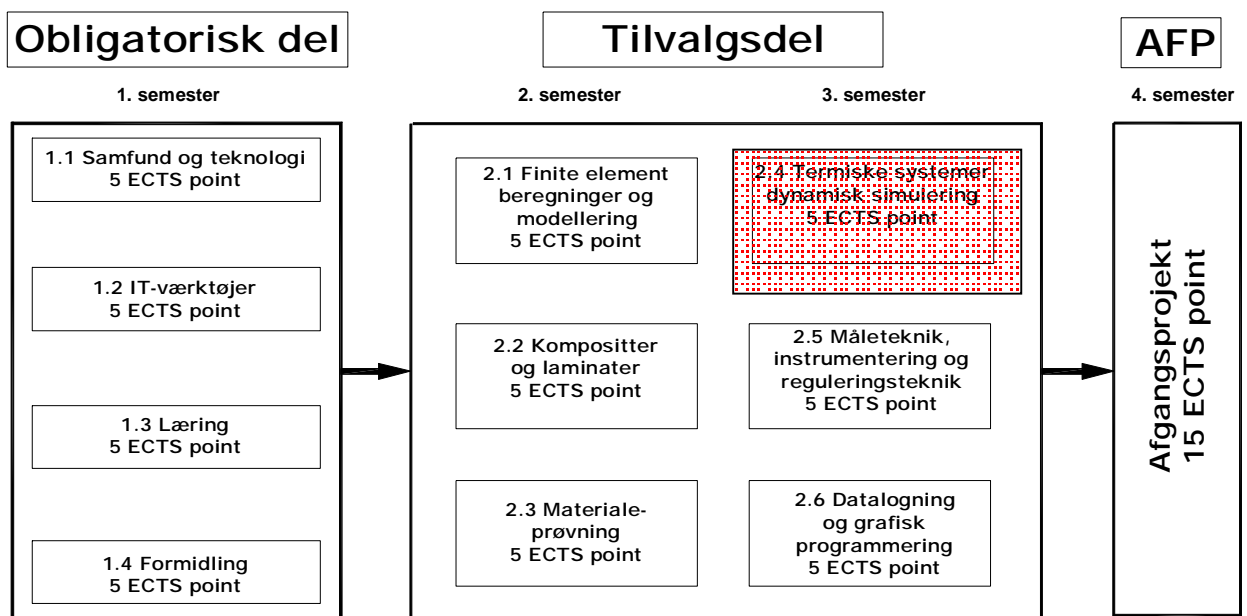 Obligatorisk del
Tilvalgsdel
AFP
1. semester
2. semester
3. semester
4. semester
1.1 Samfund og teknologi
5 ECTS point
1.2 IT-værktøjer
5 ECTS point
1.3 Læring
5 ECTS point
1.4 Formidling
5 ECTS point
2.1 Finite element
beregninger og
modellering
5 ECTS point
2.2 Kompositter
og laminater
5 ECTS point
2.3 Materiale-
prøvning
5 ECTS point
2.4 Termiske systemer
dynamisk simulering
5 ECTS point
2.5 Måleteknik,
instrumentering og
reguleringsteknik
5 ECTS point
2.6 Datalogning
og grafisk
programmering
5 ECTS point
Afgangsprojekt
15 ECTS point